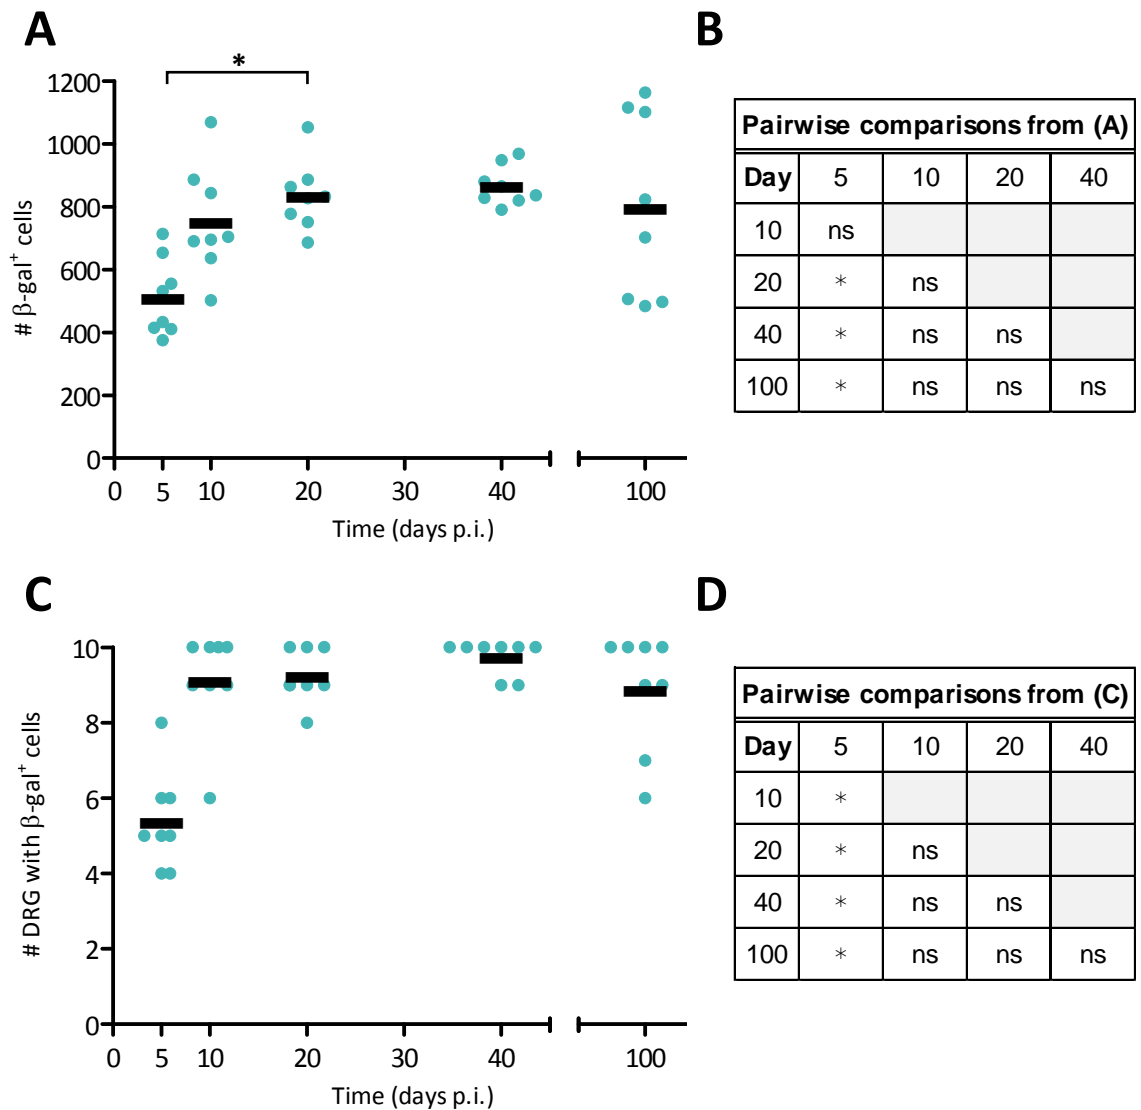 A
*
1200
1000
800
600
400
200
0
# β-gal⁺ cells
0 5 10 20 30 40 100
Time (days p.i.)
B
Pairwise comparisons from (A)
Day 5 10 20 40
10 ns
20 * ns
40 * ns ns
100 * ns ns ns
C
10
8
6
4
2
0
# DRG with β-gal⁺ cells
0 5 10 20 30 40 100
Time (days p.i.)
D
Pairwise comparisons from (C)
Day 5 10 20 40
10 *
20 * ns
40 * ns ns
100 * ns ns ns